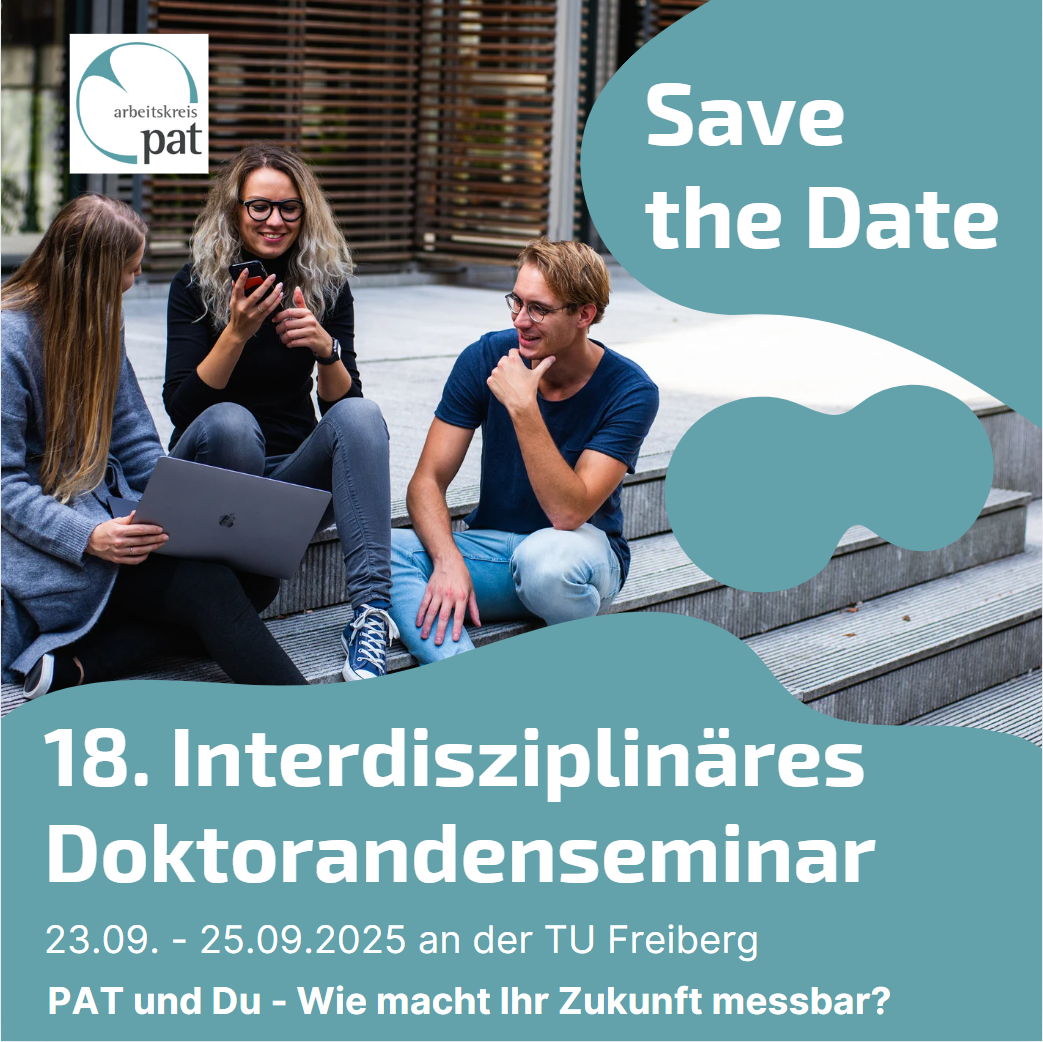 arbeitskreis
pat
Save
the Date
18. Interdisziplinäres
Doktorandenseminar
23.09. - 25.09.2025 an der TU Freiberg
PAT und Du - Wie macht Ihr Zukunft messbar?